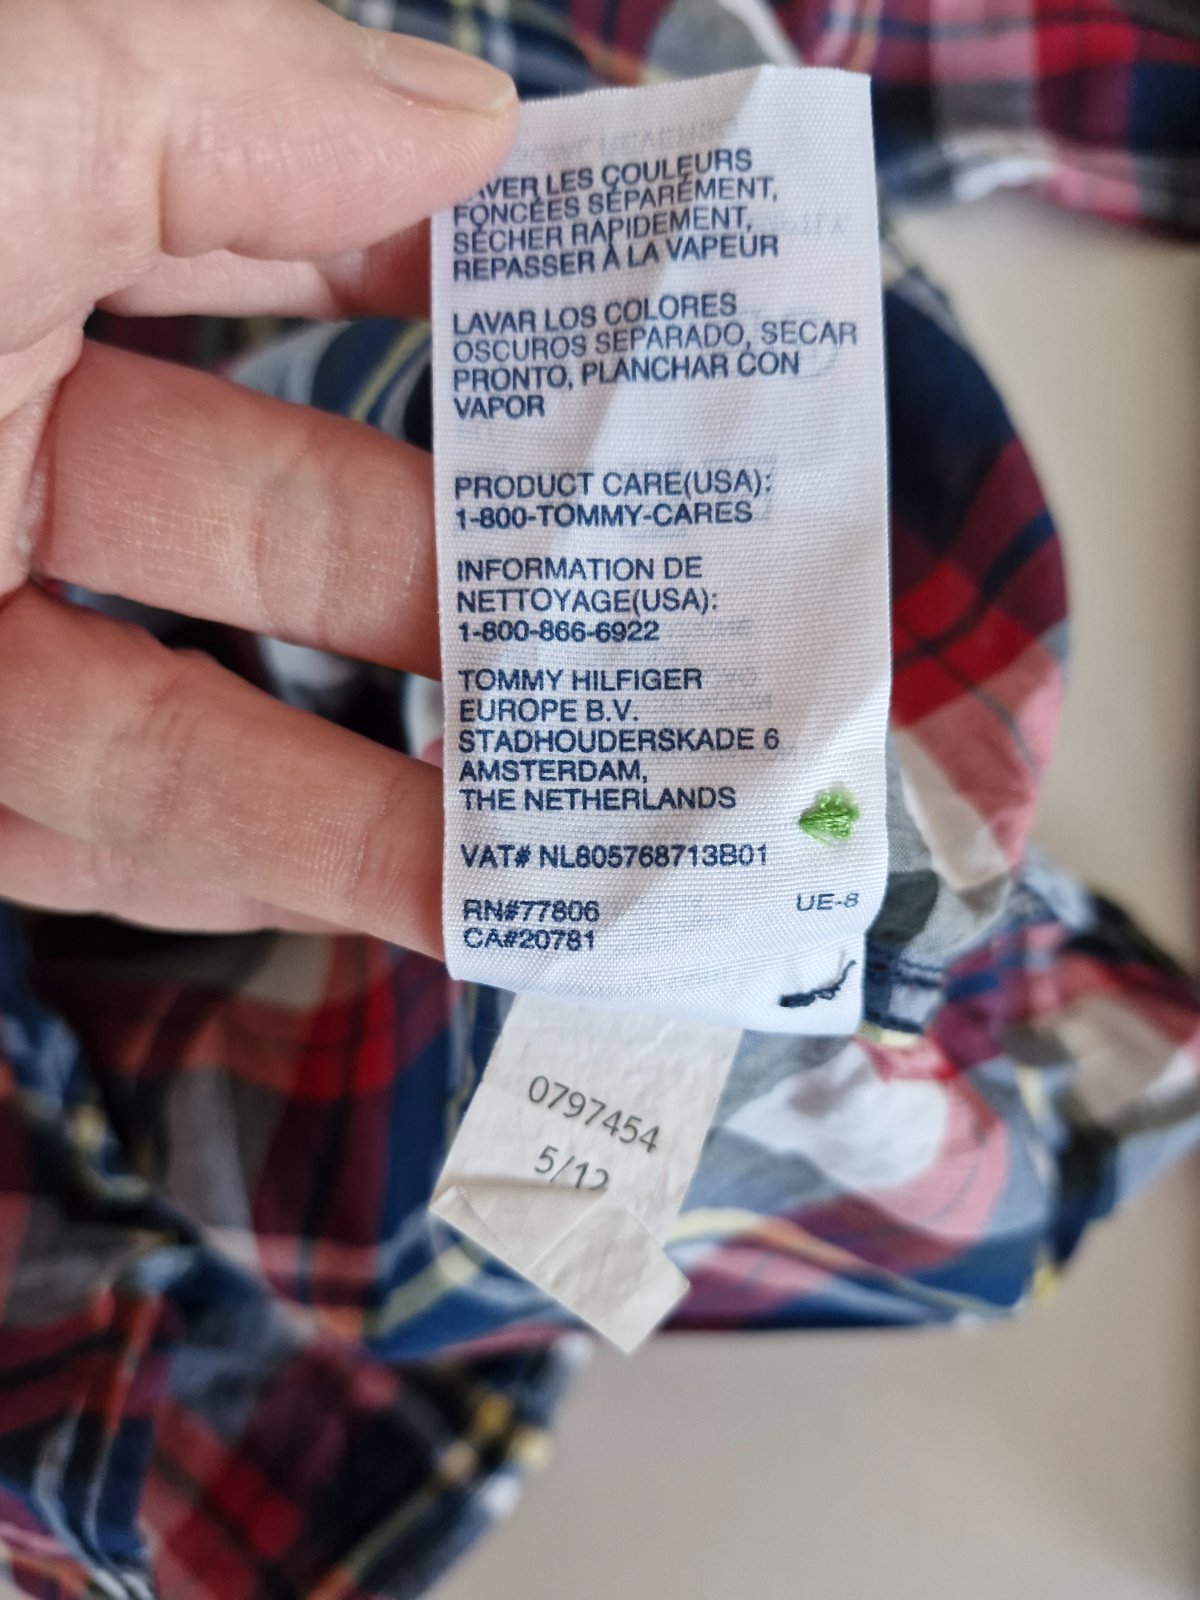 LAVER LES COULEURS
FONCÉES SÉPARÉMENT,
SÉCHER RAPIDEMENT,
REPASSER À LA VAPEUR
LAVAR LOS COLORES
OSCUROS SEPARADO, SECAR
PRONTO, PLANCHAR CON
VAPOR
PRODUCT CARE(USA):
1-800-TOMMY-CARES
INFORMATION DE
NETTOYAGE(USA):
1-800-866-6922
TOMMY HILFIGER
EUROPE B.V.
STADHOUDERSKADE 6
AMSTERDAM,
THE NETHERLANDS
VAT# NL805768713B01
UE-8
RN#77806
CA#20781
0797454
5/12